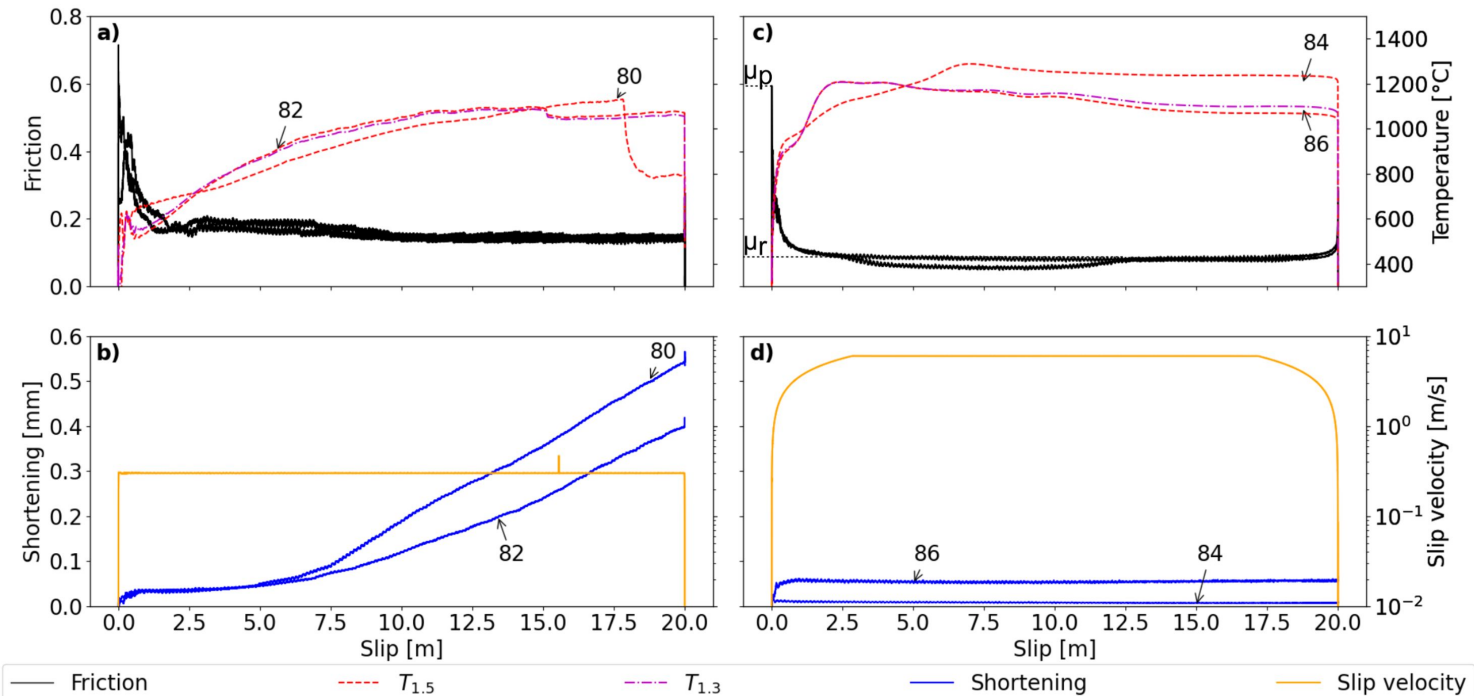 a)
Friction
0.8
0.6
0.4
0.2
0.0
82
80
c)
μp
μr
84
86
Temperature [°C]
1400
1200
1000
800
600
400
b)
Shortening [mm]
0.6
0.5
0.4
0.3
0.2
0.1
0.0
80
82
0.0 2.5 5.0 7.5 10.0 12.5 15.0 17.5 20.0
Slip [m]
d)
86
84
Slip velocity [m/s]
10¹
10⁰
10⁻¹
10⁻²
0.0 2.5 5.0 7.5 10.0 12.5 15.0 17.5 20.0
Slip [m]
Friction T1.5 T1.3 Shortening Slip velocity